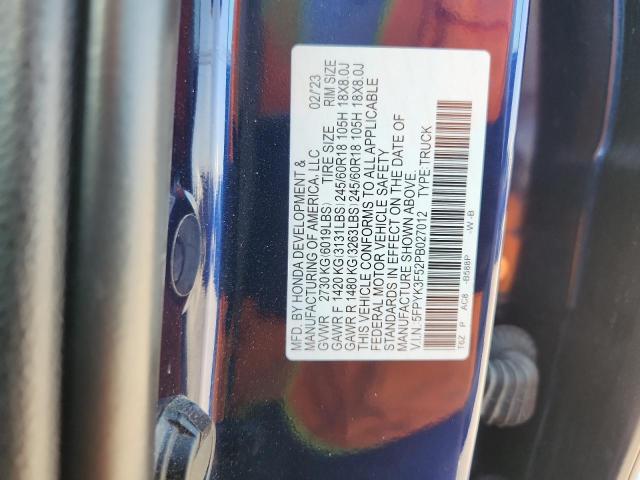 MFD. BY HONDA DEVELOPMENT &
MANUFACTURING OF AMERICA, LLC 02/'23
GVWR 2730 KG(6019LBS) TIRE SIZE RIM SIZE
GAWR F 1420 KG(3131LBS) 245/60R18 105H 18X8.0J
GAWR R 1480 KG(3263LBS) 245/60R18 105H 18X8.0J
THIS VEHICLE CONFORMS TO ALL APPLICABLE
FEDERAL MOTOR VEHICLE SAFETY
STANDARDS IN EFFECT ON THE DATE OF
MANUFACTURE SHOWN ABOVE.
V.I.N. 5FPYK3F52PB027012 TYPE:TRUCK
T6Z P AC8 -B588P -W -B